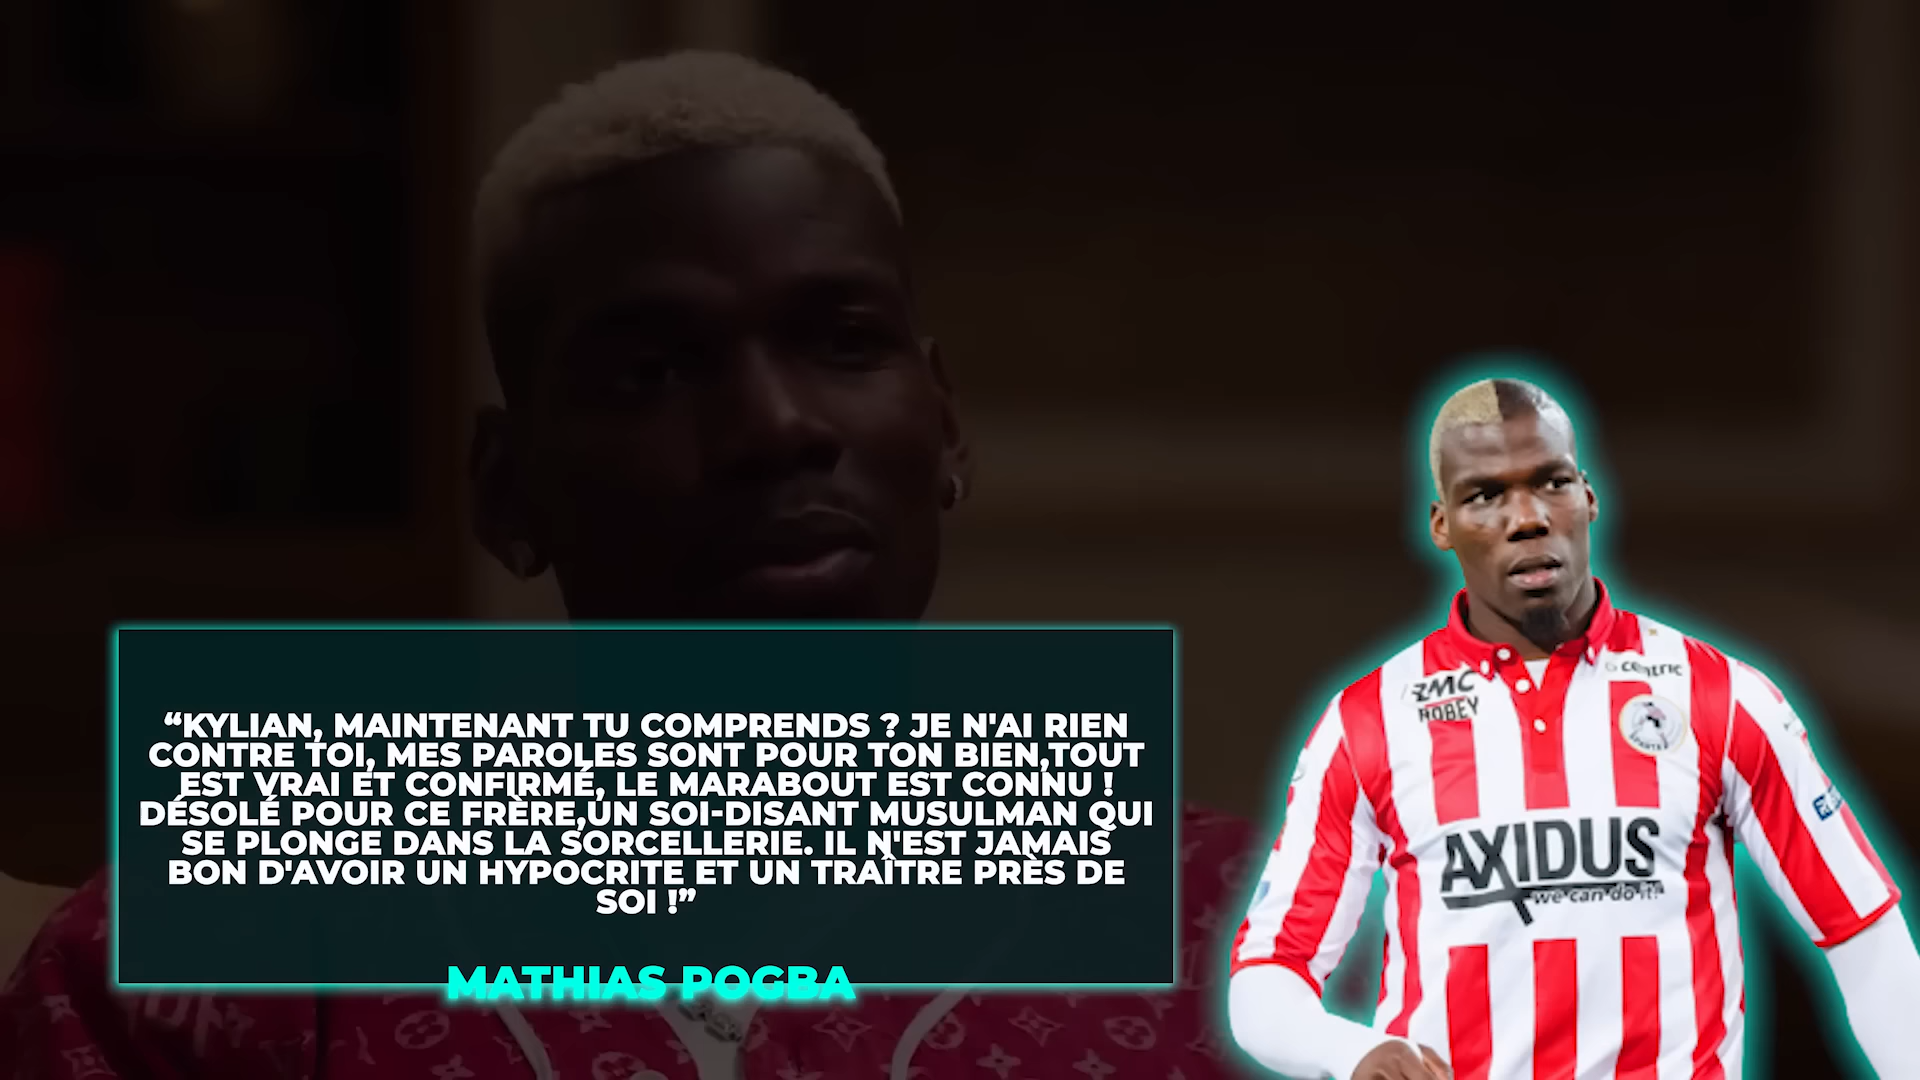 “KYLIAN, MAINTENANT TU COMPRENDS ? JE N'AI RIEN
CONTRE TOI, MES PAROLES SONT POUR TON BIEN,TOUT
EST VRAI ET CONFIRMÉ, LE MARABOUT EST CONNU !
DÉSOLÉ POUR CE FRÈRE,UN SOI-DISANT MUSULMAN QUI
SE PLONGE DANS LA SORCELLERIE. IL N'EST JAMAIS
BON D'AVOIR UN HYPOCRITE ET UN TRAÎTRE PRÈS DE
SOI !”
MATHIAS POGBA
centric
RMC
ROBEY
SPARTA
AXIDUS
we-can-do-it!